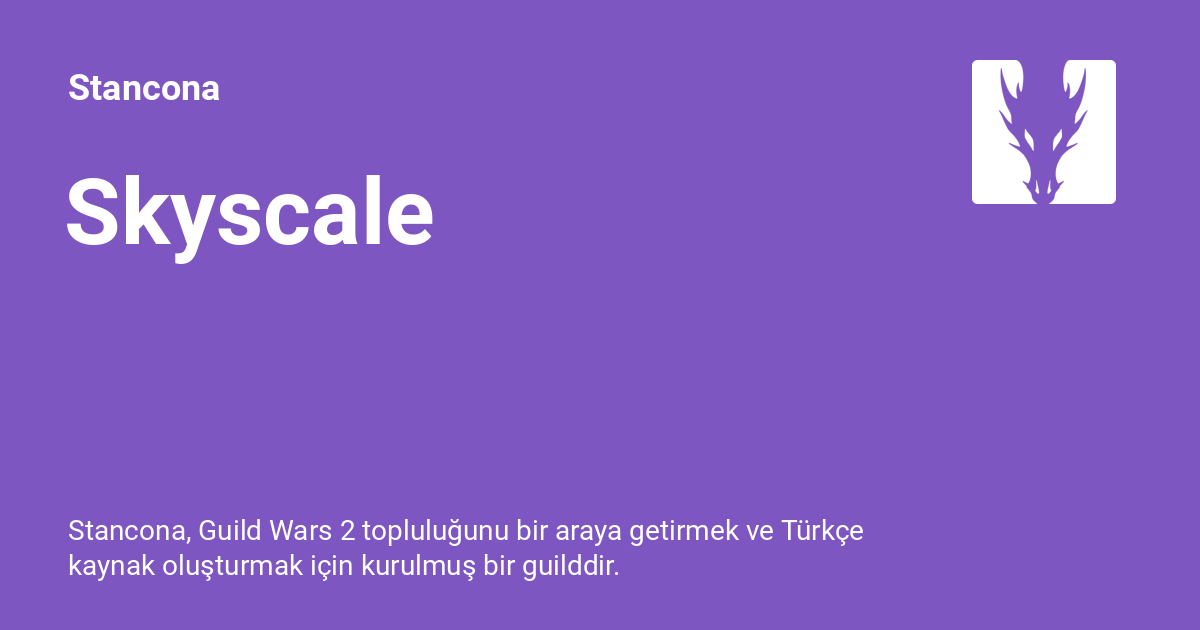 Stancona
Skyscale
Stancona, Guild Wars 2 topluluğunu bir araya getirmek ve Türkçe
kaynak oluşturmak için kurulmuş bir guilddir.